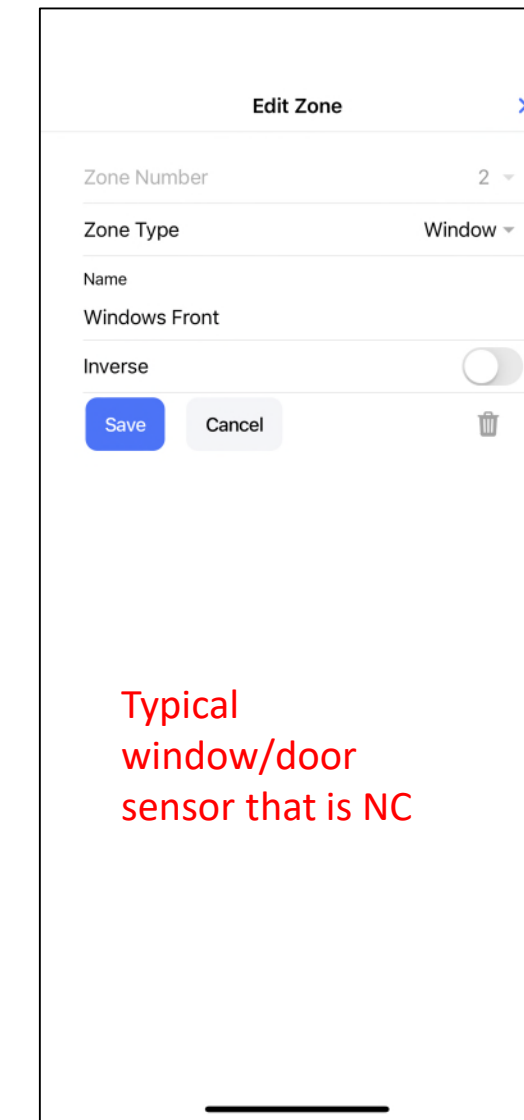 Edit Zone
Zone Number 2
Zone Type Window
Name
Windows Front
Inverse
Save Cancel
Typical
window/door
sensor that is NC